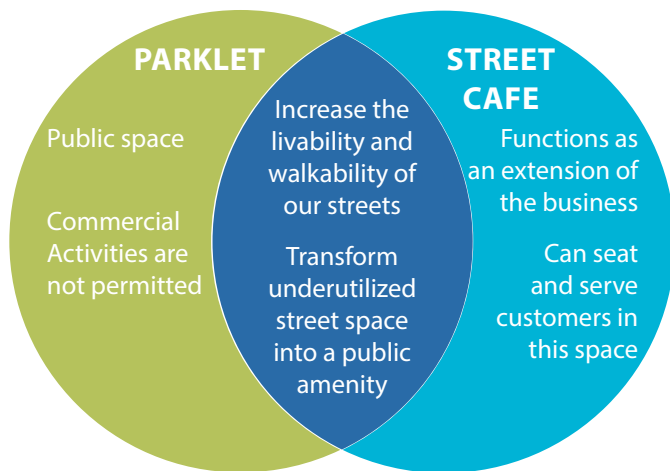 PARKLET
Public space
Commercial
Activities are
not permitted
Increase the
livability and
walkability of
our streets
Transform
underutilized
street space
into a public
amenity
STREET
CAFE
Functions as
an extension of
the business
Can seat
and serve
customers in
this space